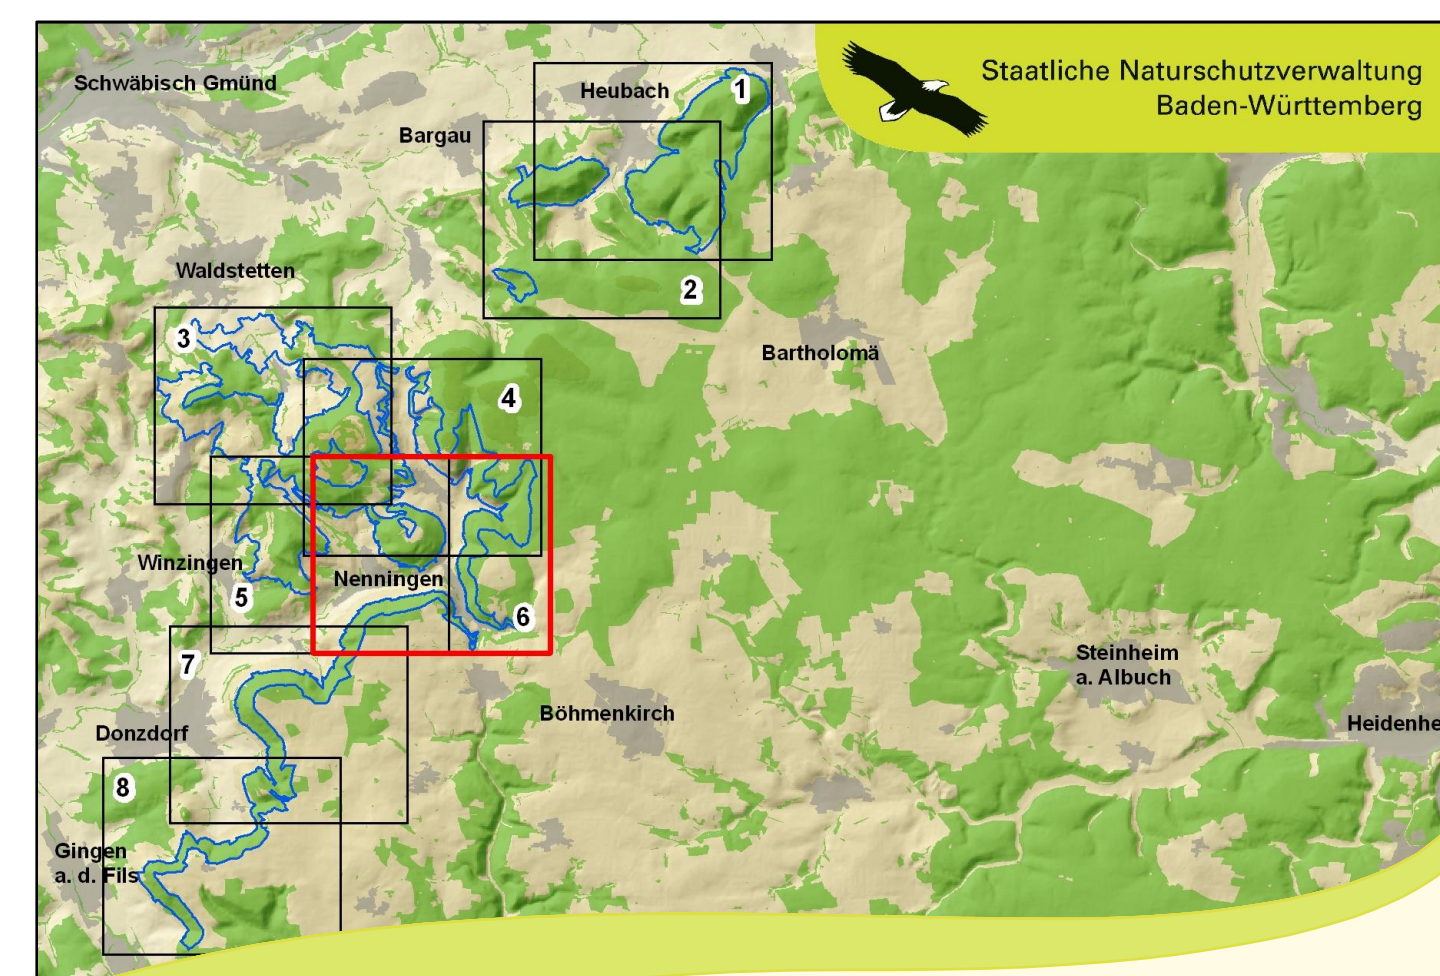 Staatliche Naturschutzverwaltung
Baden-Württemberg
Schwäbisch Gmünd
Heubach
1
Bargau
Waldstetten
2
3
Bartholomä
4
Winzingen
Nenningen
5
6
7
Steinheim
a. Albuch
Böhmenkirch
Heidenhe
Donzdorf
8
Gingen
a. d. Fils